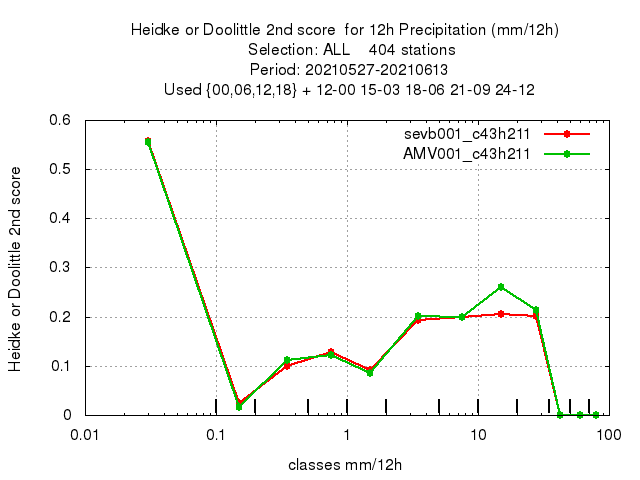 Heidke or Doolittle 2nd score  for 12h Precipitation (mm/12h)
Selection: ALL    404 stations
Period: 20210527-20210613
Used {00,06,12,18} + 12-00 15-03 18-06 21-09 24-12
sevb001_c43h211
AMV001_c43h211
Heidke or Doolittle 2nd score
0.6
0.5
0.4
0.3
0.2
0.1
0
0.01 0.1 1 10 100
classes mm/12h